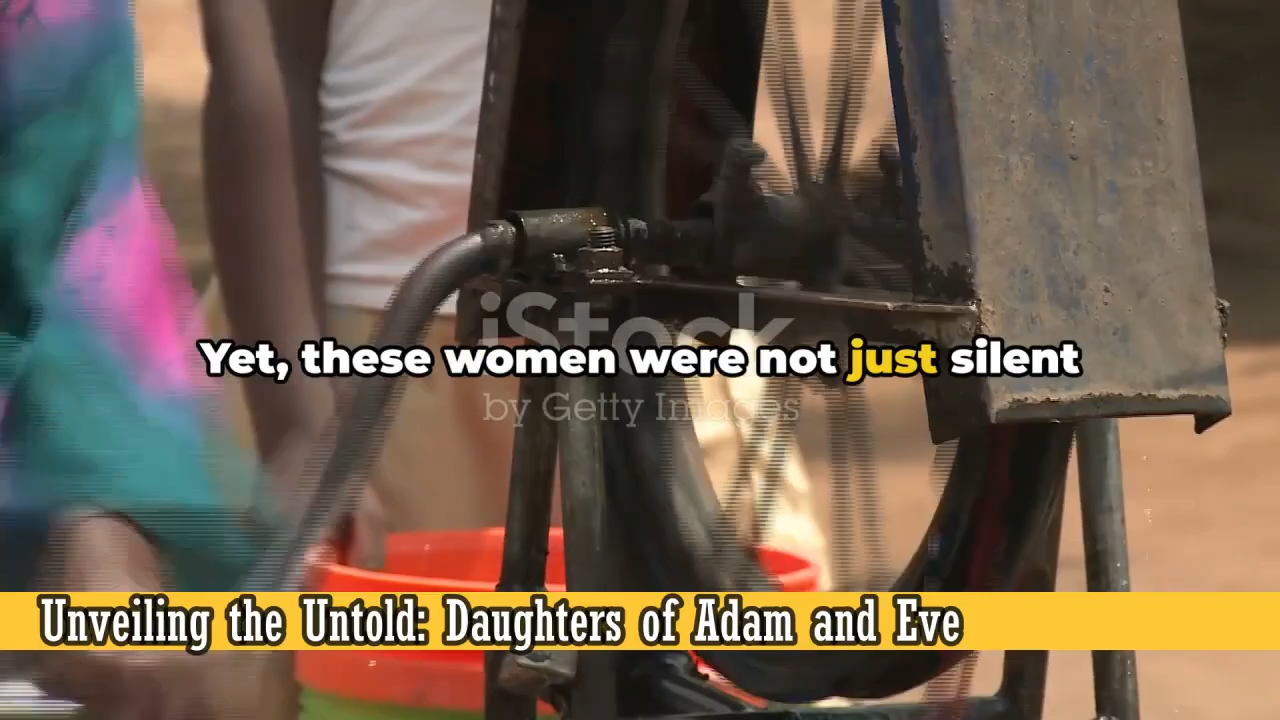 iStock
Yet, these women were not just silent
by Getty Images
Unveiling the Untold: Daughters of Adam and Eve